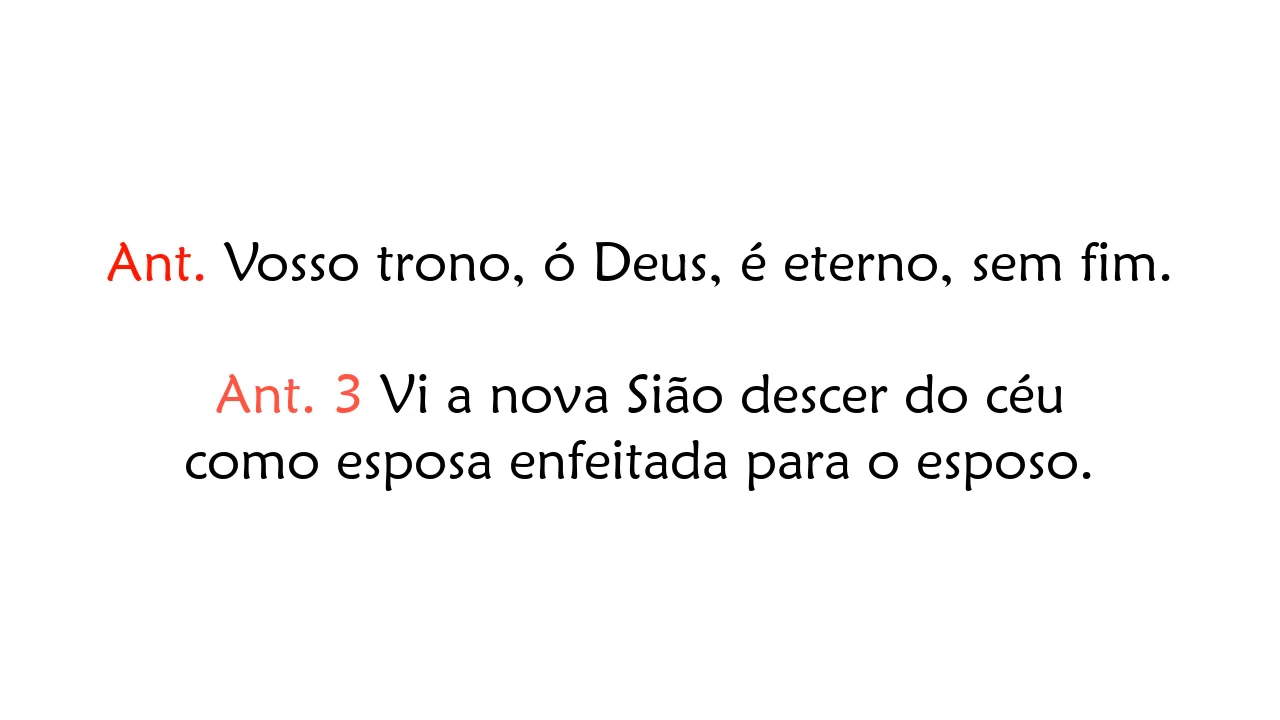 Ant. Vosso trono, ó Deus, é eterno, sem fim.
Ant. 3 Vi a nova Sião descer do céu
como esposa enfeitada para o esposo.